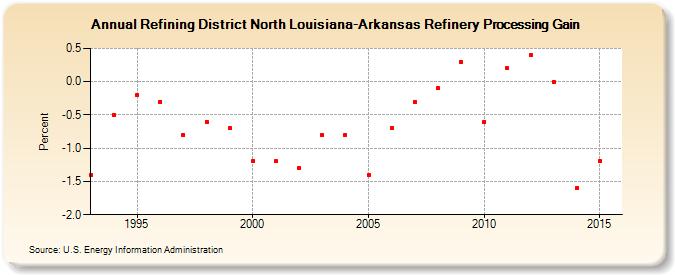 Annual Refining District North Louisiana-Arkansas Refinery Processing Gain
Percent
0.5
0.0
-0.5
-1.0
-1.5
-2.0
1995 2000 2005 2010 2015
Source: U.S. Energy Information Administration